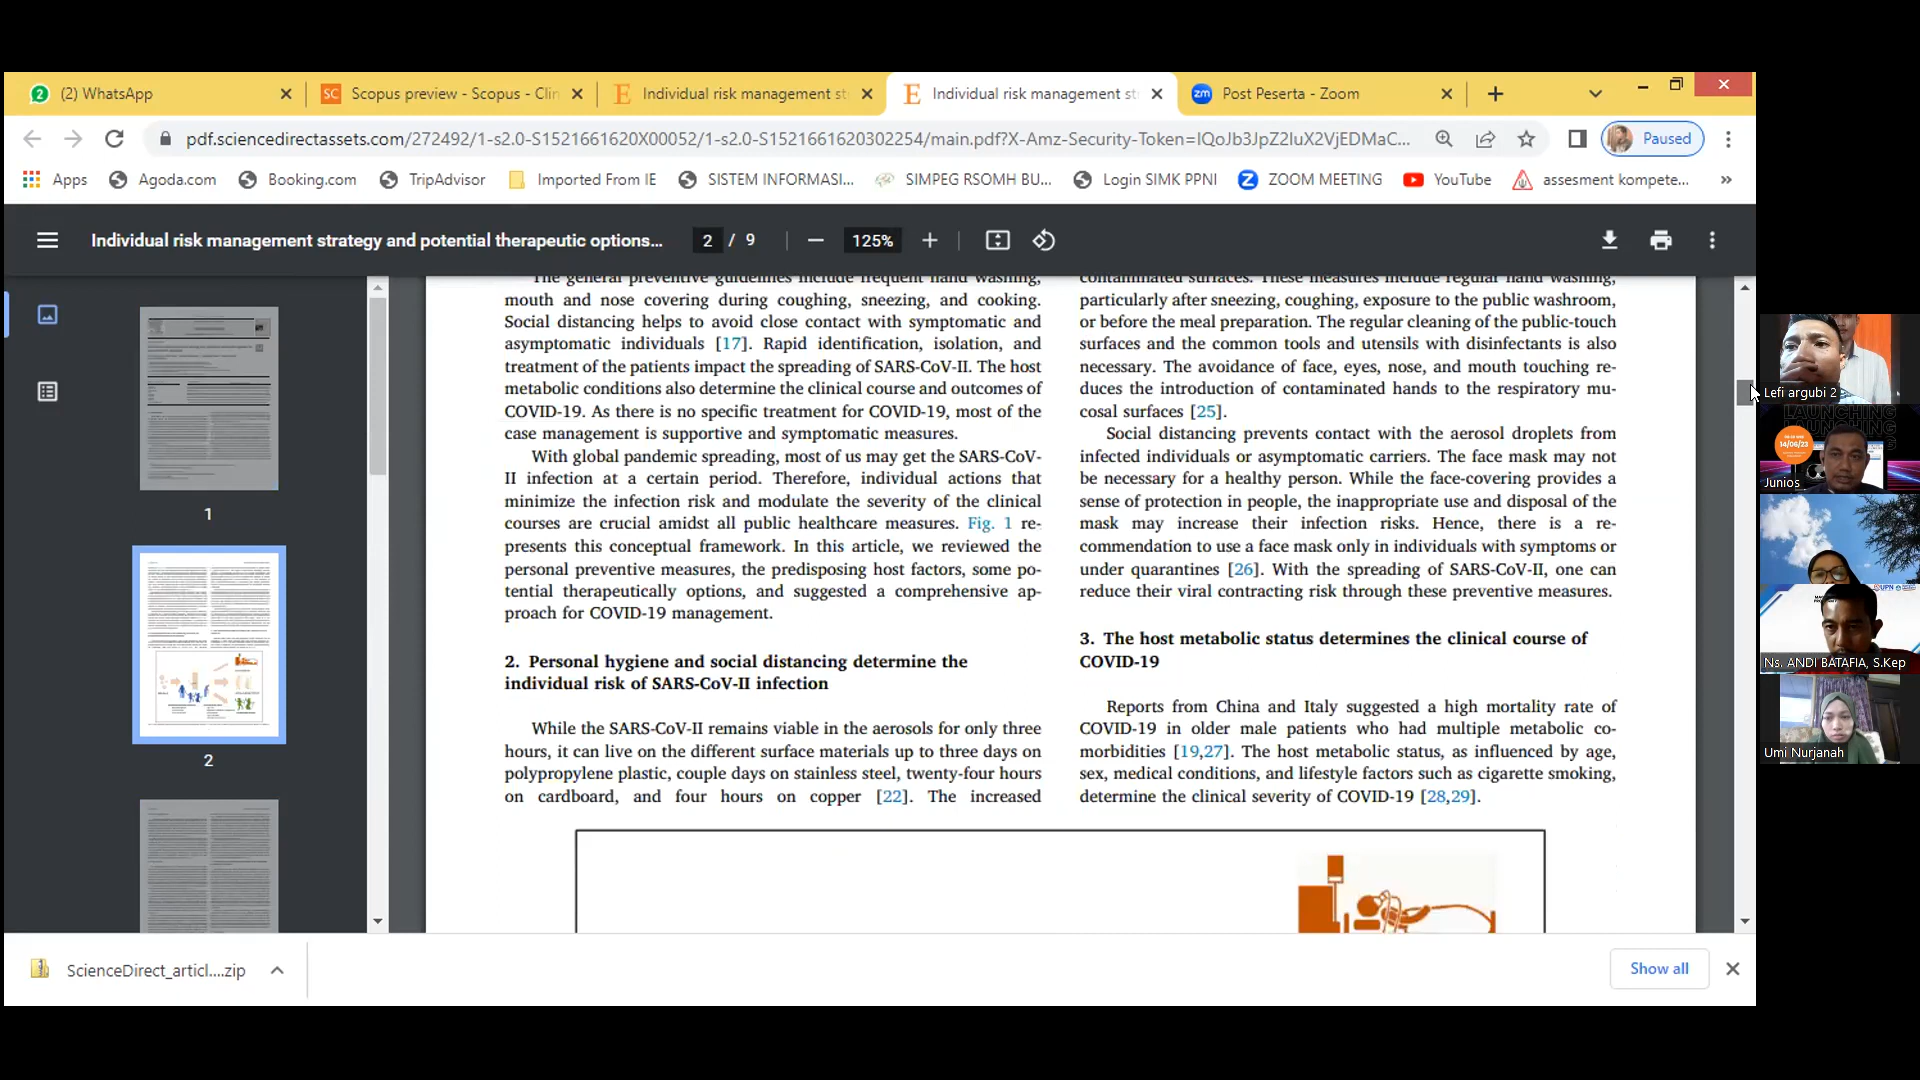 (2) WhatsApp
Scopus preview - Scopus - Clin
Individual risk management st
Individual risk management st
Post Peserta - Zoom
pdf.sciencedirectassets.com/272492/1-s2.0-S1521661620X00052/1-s2.0-S1521661620302254/main.pdf?X-Amz-Security-Token=IQoJb3JpZ2luX2VjEDMaC...
Paused
Apps
Agoda.com
Booking.com
TripAdvisor
Imported From IE
SISTEM INFORMASI...
SIMPEG RSOMH BU...
Login SIMK PPNI
ZOOM MEETING
YouTube
assesment kompete...
»
Individual risk management strategy and potential therapeutic options...
2 / 9
125%
1
2
The general preventive guidelines include frequent hand washing,
mouth and nose covering during coughing, sneezing, and cooking.
Social distancing helps to avoid close contact with symptomatic and
asymptomatic individuals [17]. Rapid identification, isolation, and
treatment of the patients impact the spreading of SARS-CoV-II. The host
metabolic conditions also determine the clinical course and outcomes of
COVID-19. As there is no specific treatment for COVID-19, most of the
case management is supportive and symptomatic measures.
With global pandemic spreading, most of us may get the SARS-CoV-
II infection at a certain period. Therefore, individual actions that
minimize the infection risk and modulate the severity of the clinical
courses are crucial amidst all public healthcare measures. Fig. 1 re-
presents this conceptual framework. In this article, we reviewed the
personal preventive measures, the predisposing host factors, some po-
tential therapeutically options, and suggested a comprehensive ap-
proach for COVID-19 management.
2. Personal hygiene and social distancing determine the
individual risk of SARS-CoV-II infection
While the SARS-CoV-II remains viable in the aerosols for only three
hours, it can live on the different surface materials up to three days on
polypropylene plastic, couple days on stainless steel, twenty-four hours
on cardboard, and four hours on copper [22]. The increased
contaminated surfaces. These measures include regular hand washing,
particularly after sneezing, coughing, exposure to the public washroom,
or before the meal preparation. The regular cleaning of the public-touch
surfaces and the common tools and utensils with disinfectants is also
necessary. The avoidance of face, eyes, nose, and mouth touching re-
duces the introduction of contaminated hands to the respiratory mu-
cosal surfaces [25].
Social distancing prevents contact with the aerosol droplets from
infected individuals or asymptomatic carriers. The face mask may not
be necessary for a healthy person. While the face-covering provides a
sense of protection in people, the inappropriate use and disposal of the
mask may increase their infection risks. Hence, there is a re-
commendation to use a face mask only in individuals with symptoms or
under quarantines [26]. With the spreading of SARS-CoV-II, one can
reduce their viral contracting risk through these preventive measures.
3. The host metabolic status determines the clinical course of
COVID-19
Reports from China and Italy suggested a high mortality rate of
COVID-19 in older male patients who had multiple metabolic co-
morbidities [19,27]. The host metabolic status, as influenced by age,
sex, medical conditions, and lifestyle factors such as cigarette smoking,
determine the clinical severity of COVID-19 [28,29].
ScienceDirect_articl....zip
Show all
Lefi argubi 2
LAUNCHING
14/06/23
Junios
UPN
Ns. ANDI BATAFIA, S.Kep
Umi Nurjanah